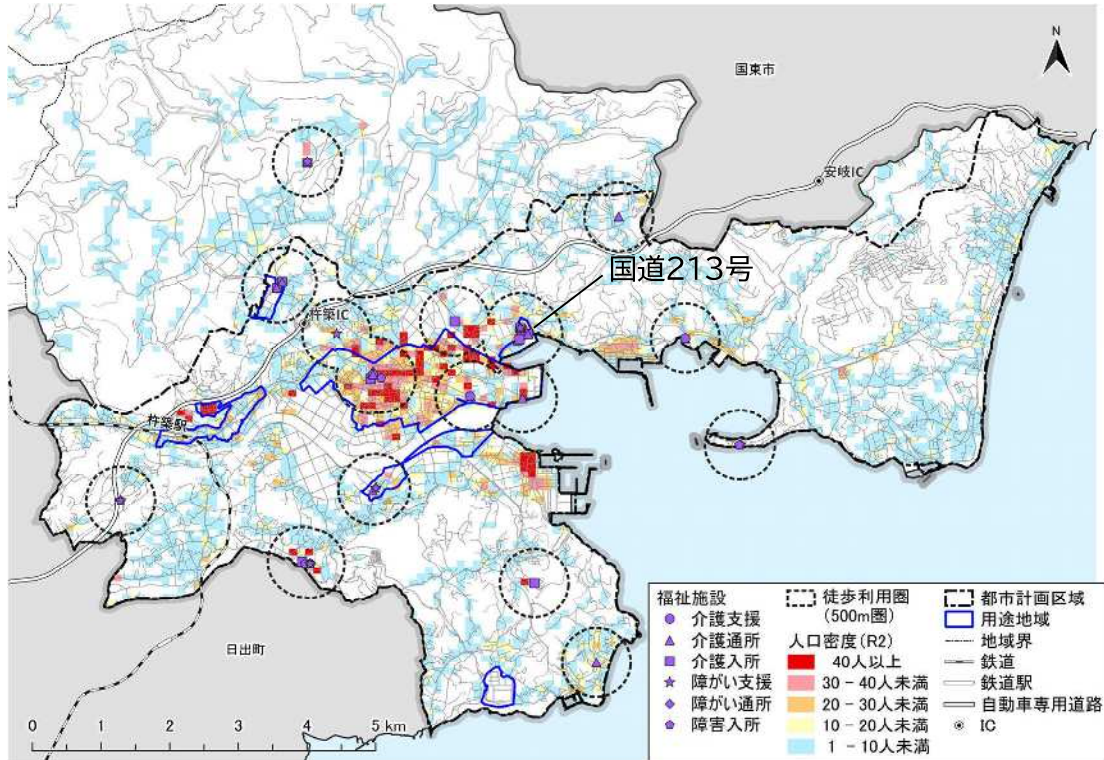 N
国東市
安岐IC
国道213号
杵築IC
杵築駅
日出町
0 1 2 3 4 5 km
福祉施設
介護支援
介護通所
介護入所
障がい支援
障がい通所
障害入所
徒歩利用圏
(500m圏)
人口密度(R2)
40人以上
30-40人未満
20-30人未満
10-20人未満
1 -10人未満
都市計画区域
用途地域
地域界
鉄道
鉄道駅
自動車専用道路
IC